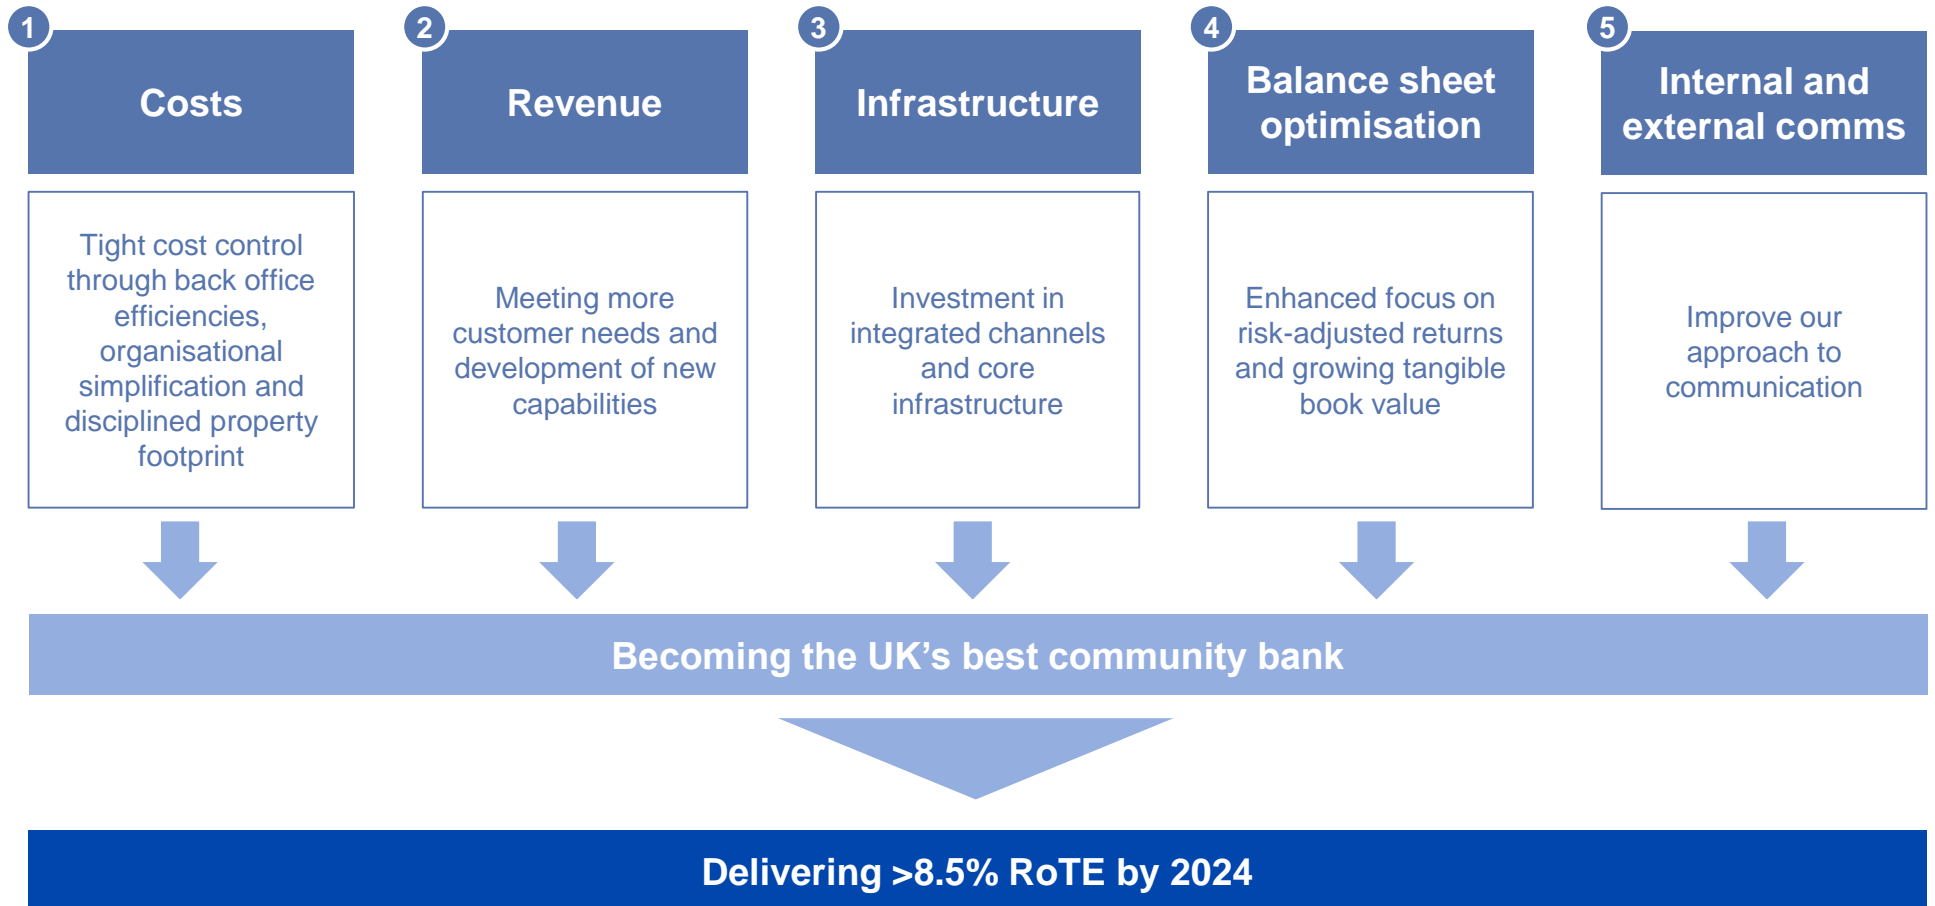 1
Costs
Tight cost control
through back office
efficiencies,
organisational
simplification and
disciplined property
footprint
2
Revenue
Meeting more
customer needs and
development of new
capabilities
3
Infrastructure
Investment in
integrated channels
and core
infrastructure
4
Balance sheet
optimisation
Enhanced focus on
risk-adjusted returns
and growing tangible
book value
5
Internal and
external comms
Improve our
approach to
communication
Becoming the UK’s best community bank
Delivering >8.5% RoTE by 2024